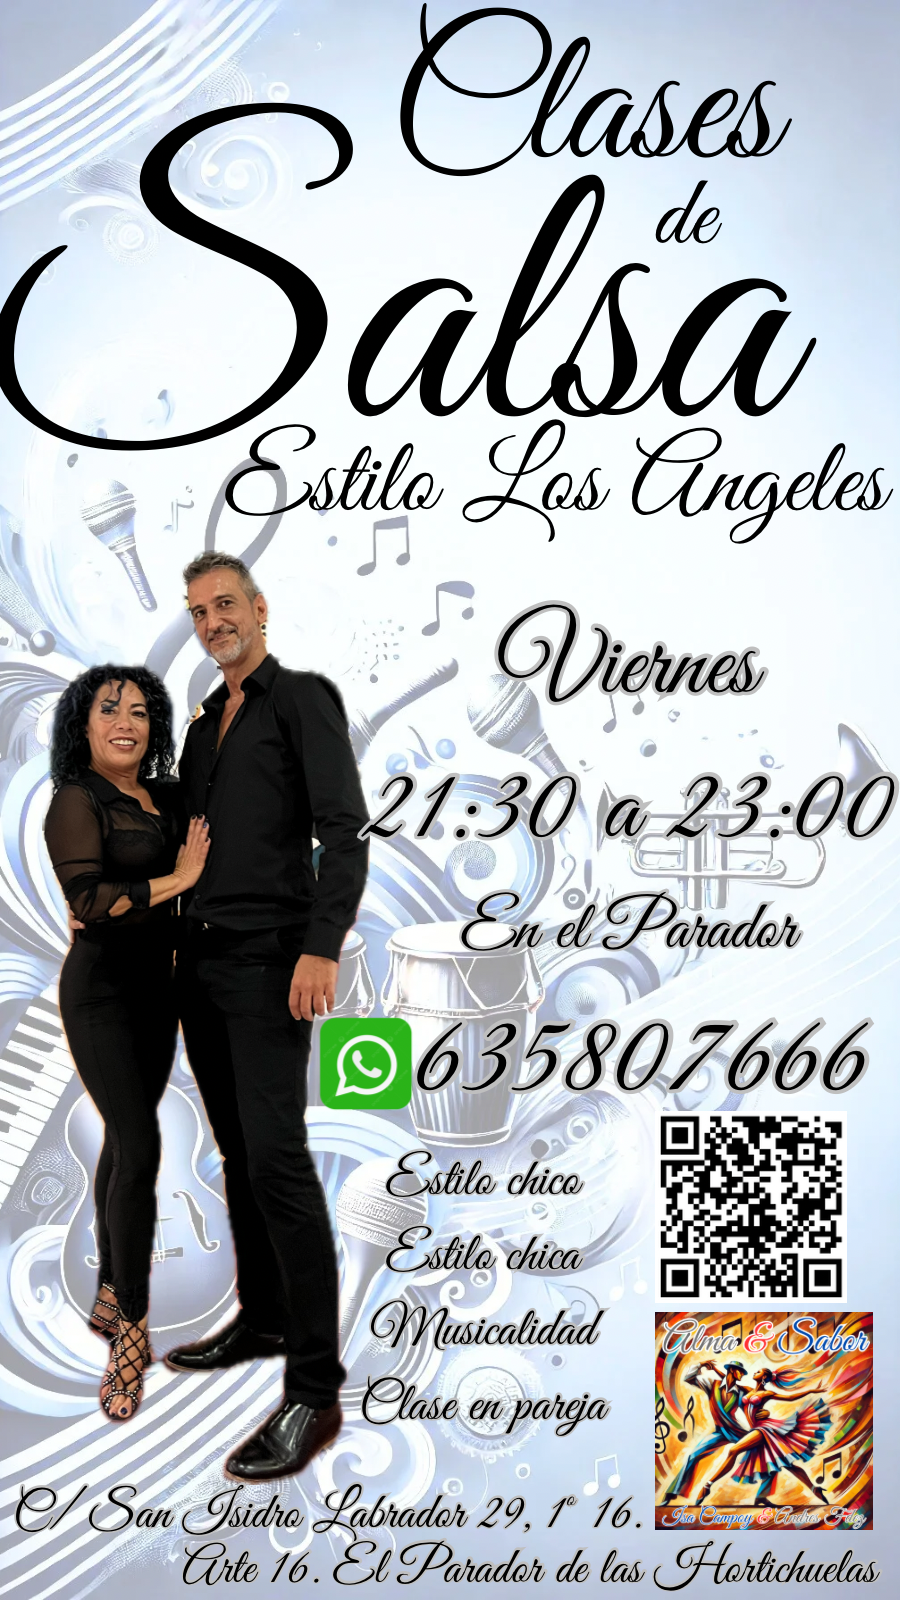 Clases
de
Salsa
Estilo Los Angeles
Viernes
21:30 a 23:00
En el Parador
635807666
Estilo chico
Estilo chica
Musicalidad
Clase en pareja
Alma & Sabor
Isa Campoy & Andrés
C/ San Isidro Labrador 29, 1º 16.
Arte 16. El Parador de las Hortichuelas